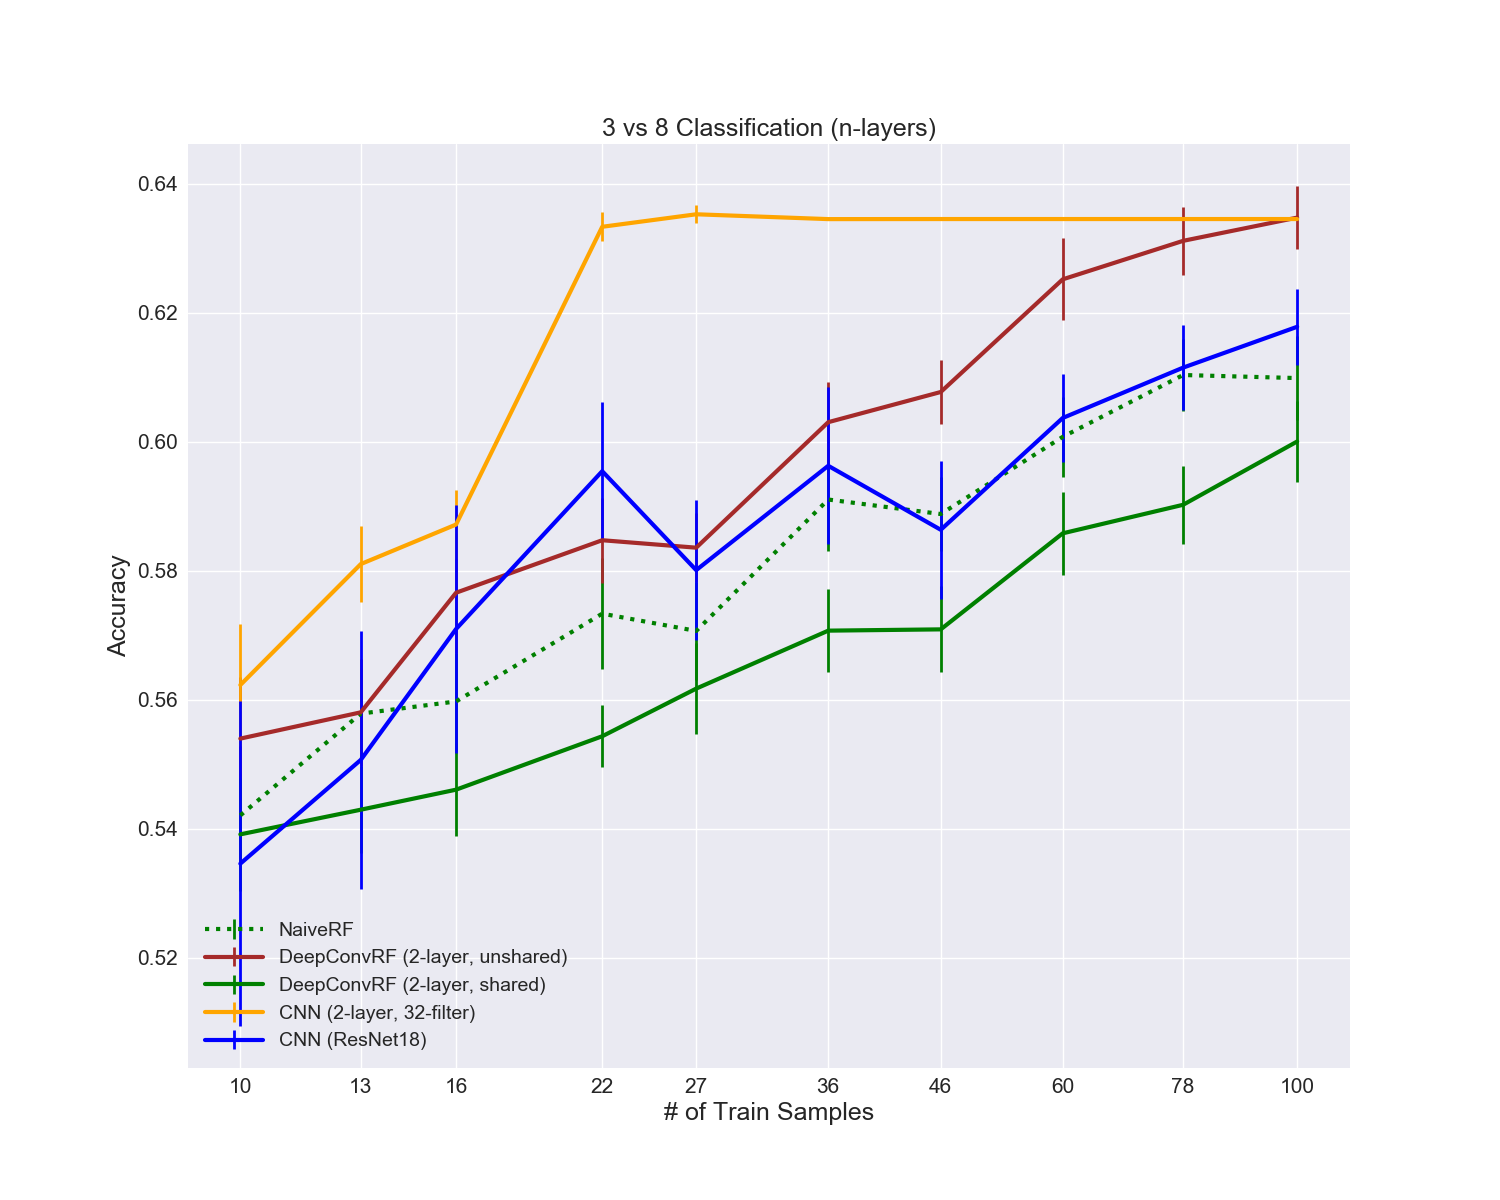 3 vs 8 Classification (n-layers)
0.64
0.62
0.60
0.58
0.56
0.54
0.52
Accuracy
NaiveRF
DeepConvRF (2-layer, unshared)
DeepConvRF (2-layer, shared)
CNN (2-layer, 32-filter)
CNN (ResNet18)
10 13 16 22 27 36 46 60 78 100
# of Train Samples